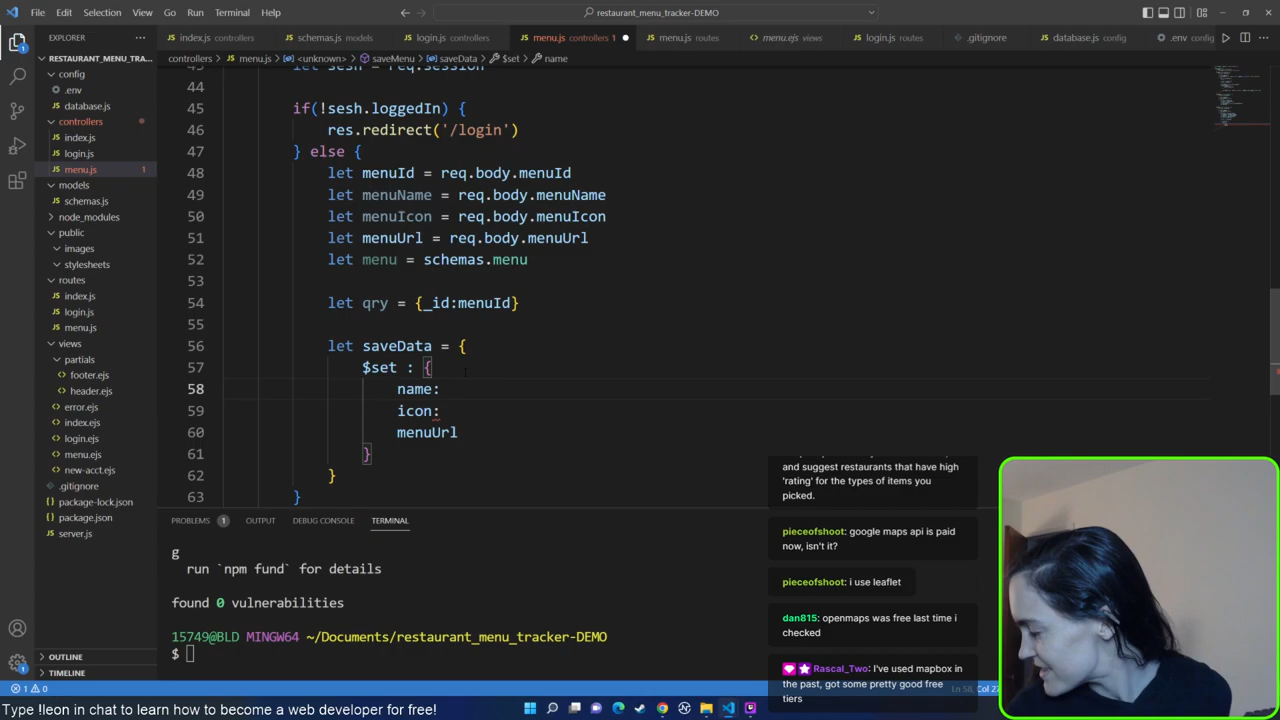 File Edit Selection View Go Run Terminal Help
restaurant_menu_tracker-DEMO
EXPLORER
index.js controllers
schemas.js models
login.js controllers
menu.js controllers 1
menu.js routes
menu.ejs views
login.js routes
.gitignore
database.js config
.env config
controllers > menu.js > <unknown> > saveMenu > saveData > $set > name
RESTAURANT_MENU_TRA...
config
.env
database.js
controllers
index.js
login.js
menu.js 1
models
schemas.js
node_modules
public
images
stylesheets
routes
index.js
login.js
menu.js
views
partials
footer.ejs
header.ejs
error.ejs
index.ejs
login.ejs
menu.ejs
new-acct.ejs
.gitignore
package-lock.json
package.json
server.js
OUTLINE
TIMELINE
43 let sesh = req.session
44
45 if(!sesh.loggedIn) {
46 res.redirect('/login')
47 } else {
48 let menuId = req.body.menuId
49 let menuName = req.body.menuName
50 let menuIcon = req.body.menuIcon
51 let menuUrl = req.body.menuUrl
52 let menu = schemas.menu
53
54 let qry = {_id:menuId}
55
56 let saveData = {
57 $set : {
58 name:
59 icon:
60 menuUrl
61 }
62 }
63 }
PROBLEMS 1 OUTPUT DEBUG CONSOLE TERMINAL
g
run `npm fund` for details
found 0 vulnerabilities
15749@BLD MINGW64 ~/Documents/restaurant_menu_tracker-DEMO
$
and suggest restaurants that have high
'rating' for the types of items you
picked.
pieceofshoot: google maps api is paid
now, isn't it?
pieceofshoot: i use leaflet
dan815: openmaps was free last time i
checked
Rascal_Two: I've used mapbox in
the past, got some pretty good free
tiers
1 0
Ln 58, Col 27
Type !leon in chat to learn how to become a web developer for free!